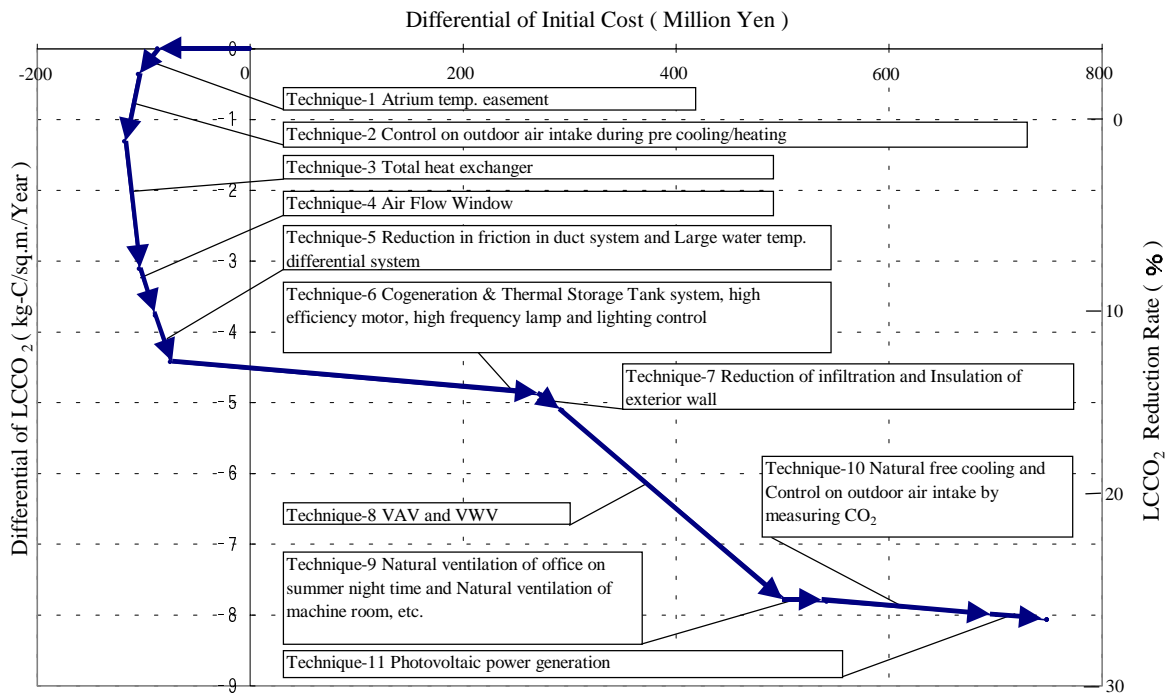 Differential of Initial Cost ( Million Yen )
-200
0
200
400
600
800
0
-1
-2
-3
-4
-5
-6
-7
-8
-9
Differential of LCCO2 ( kg-C/sq.m./Year)
0
10
20
30
LCCO2 Reduction Rate ( % )
Technique-1 Atrium temp. easement
Technique-2 Control on outdoor air intake during pre cooling/heating
Technique-3 Total heat exchanger
Technique-4 Air Flow Window
Technique-5 Reduction in friction in duct system and Large water temp.
differential system
Technique-6 Cogeneration & Thermal Storage Tank system, high
efficiency motor, high frequency lamp and lighting control
Technique-7 Reduction of infiltration and Insulation of
exterior wall
Technique-8 VAV and VWV
Technique-9 Natural ventilation of office on
summer night time and Natural ventilation of
machine room, etc.
Technique-10 Natural free cooling and
Control on outdoor air intake by
measuring CO2
Technique-11 Photovoltaic power generation